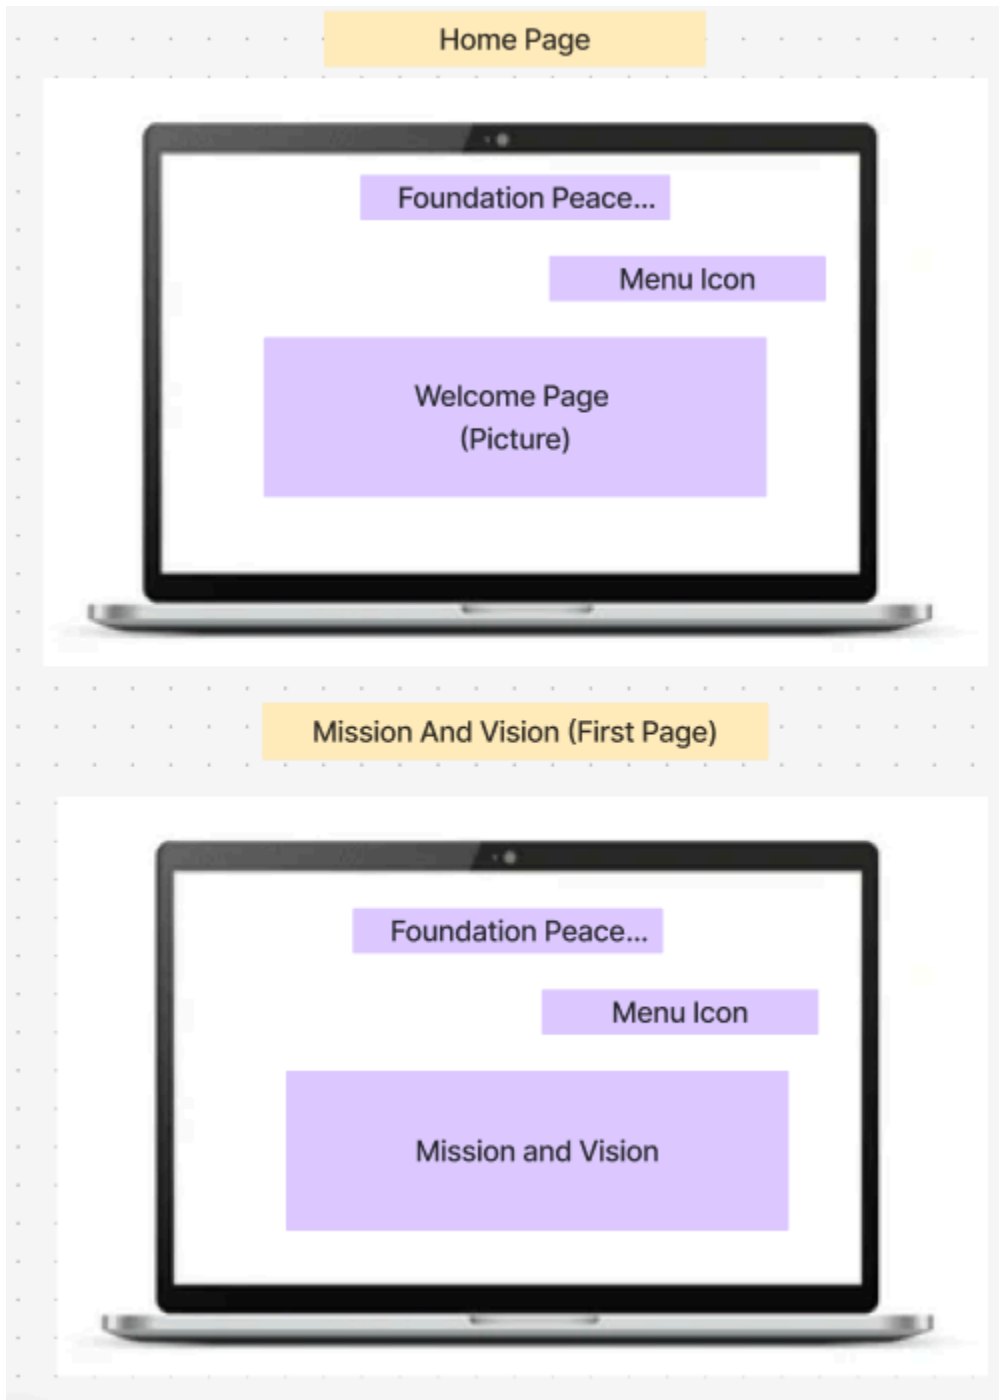 Home Page
Foundation Peace...
Menu Icon
Welcome Page
(Picture)
Mission And Vision (First Page)
Foundation Peace...
Menu Icon
Mission and Vision